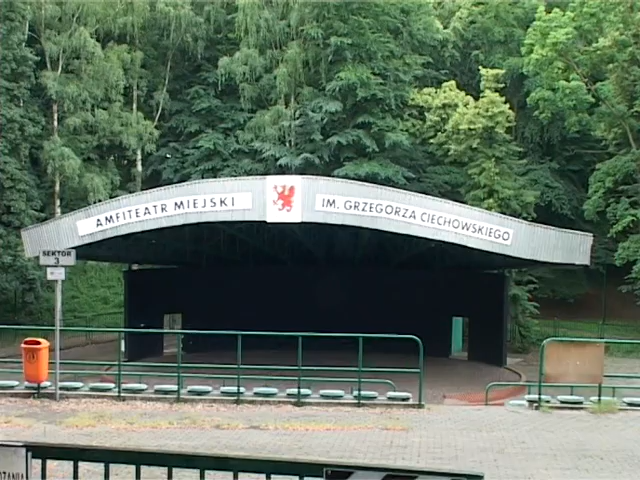 AMFITEATR MIEJSKI
IM. GRZEGORZA CIECHOWSKIEGO
SEKTOR
3